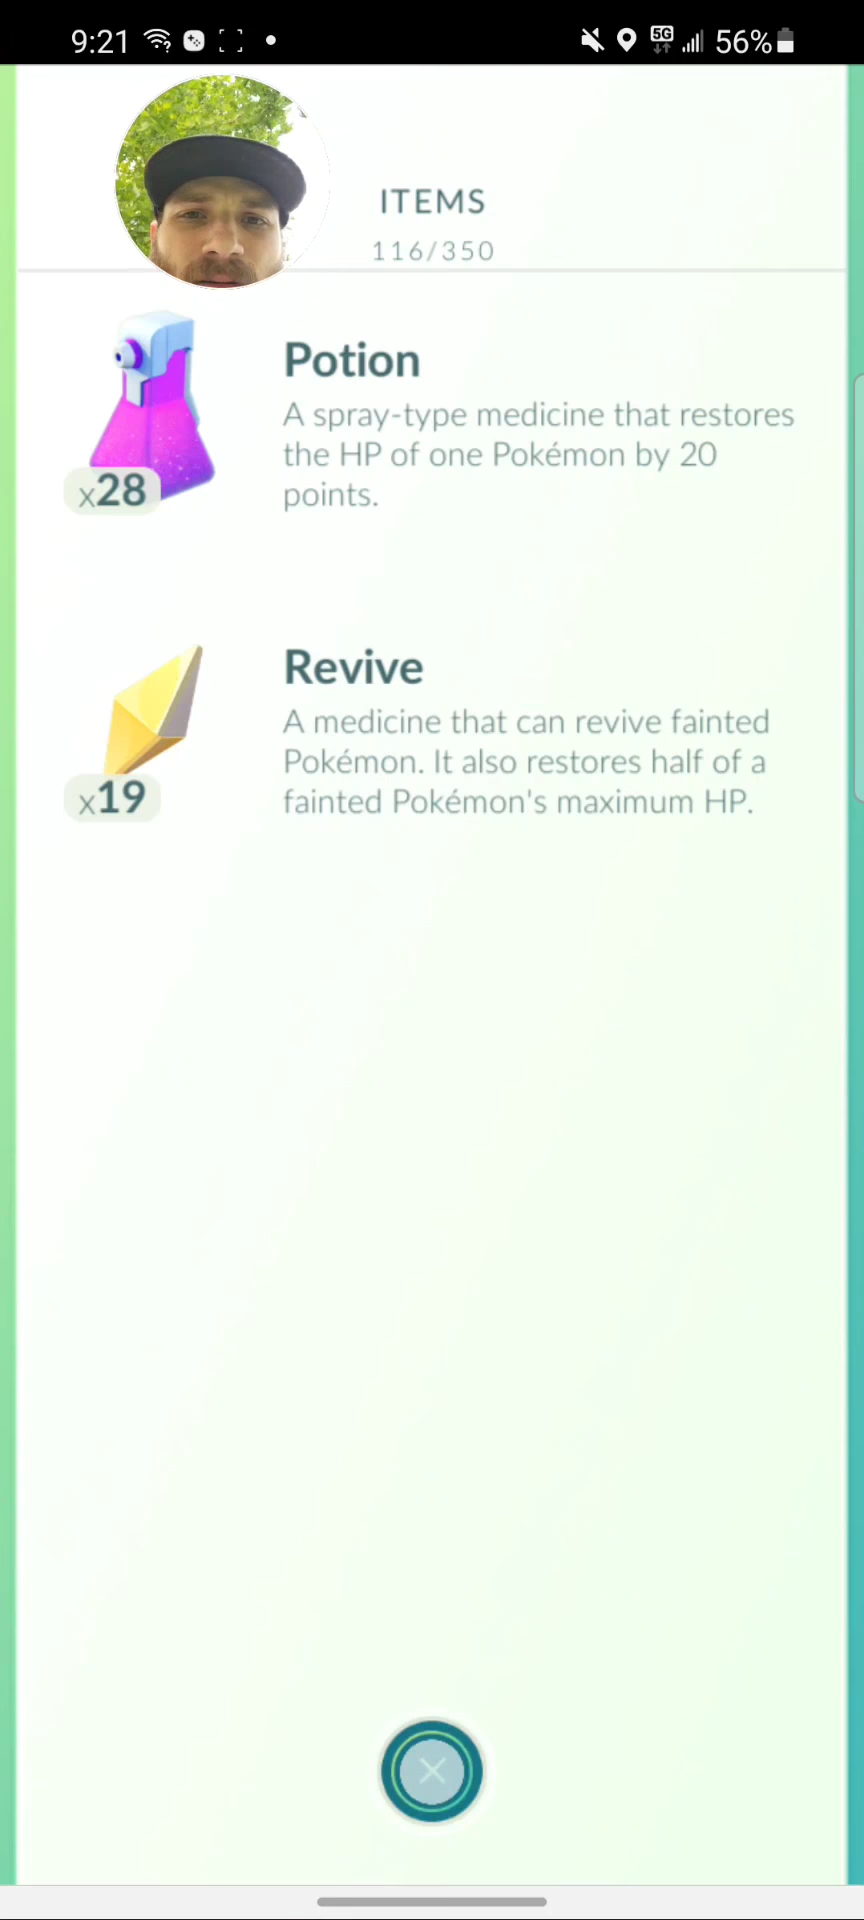 9:21
5G
56%
ITEMS
116/350
Potion
A spray-type medicine that restores
the HP of one Pokémon by 20
points.
x28
Revive
A medicine that can revive fainted
Pokémon. It also restores half of a
fainted Pokémon's maximum HP.
x19